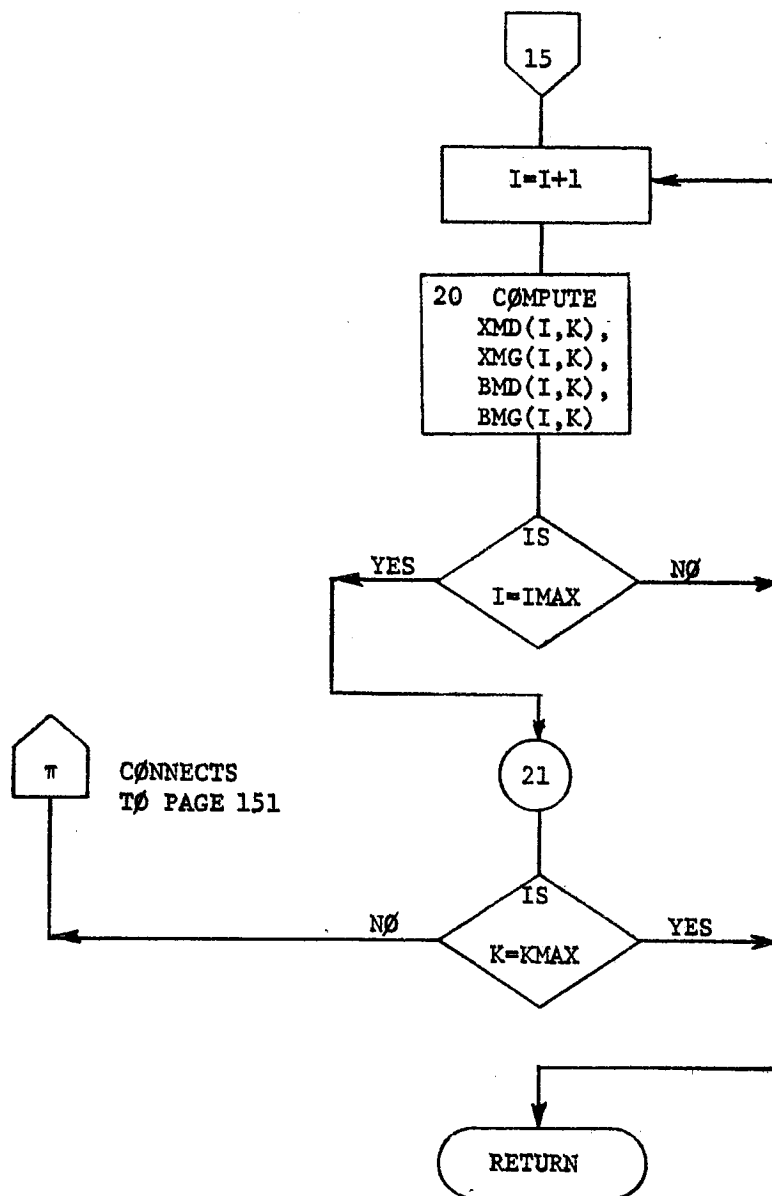 15
I=I+1
20 CØMPUTE
XMD(I,K),
XMG(I,K),
BMD(I,K),
BMG(I,K)
IS
YES
NØ
I=IMAX
π
CØNNECTS
TØ PAGE 151
21
IS
NØ
YES
K=KMAX
RETURN